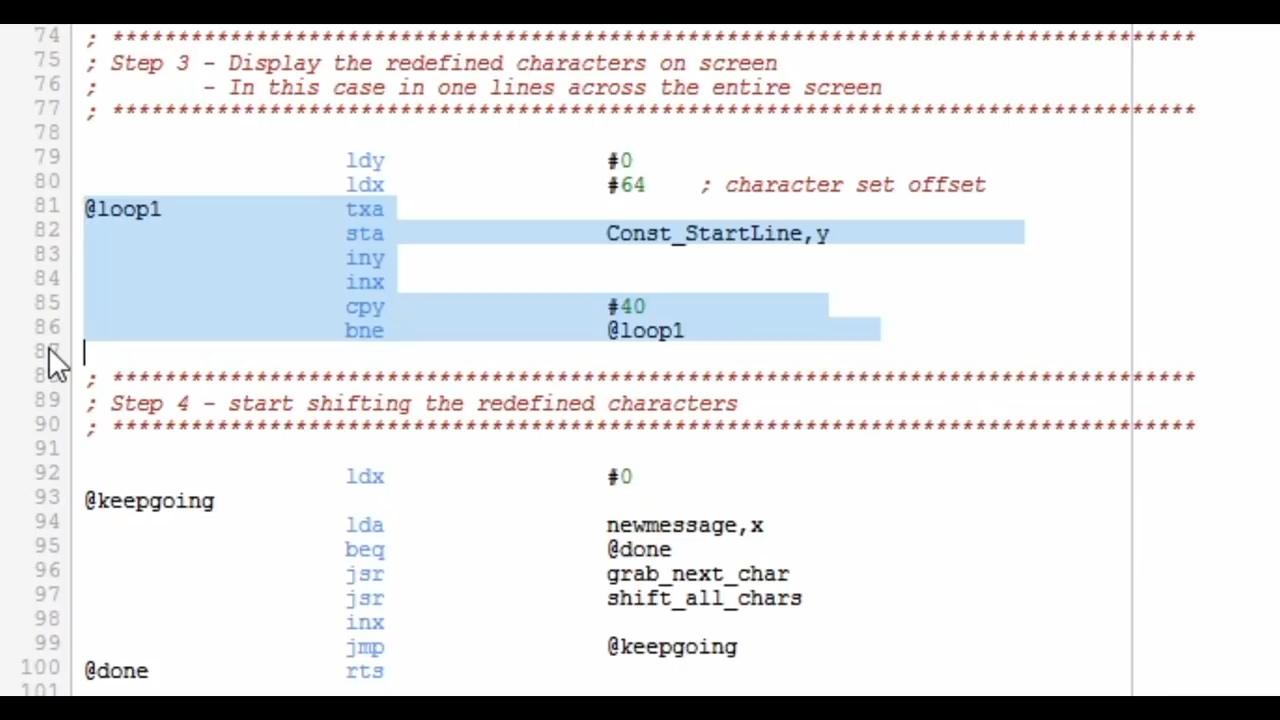 74 ; ***********************************************************************************
75 ; Step 3 - Display the redefined characters on screen
76 ;        - In this case in one lines across the entire screen
77 ; ***********************************************************************************
78
79 ldy #0
80 ldx #64 ; character set offset
81 @loop1 txa
82 sta Const_StartLine,y
83 iny
84 inx
85 cpy #40
86 bne @loop1
87
88 ; ***********************************************************************************
89 ; Step 4 - start shifting the redefined characters
90 ; ***********************************************************************************
91
92 ldx #0
93 @keepgoing
94 lda newmessage,x
95 beq @done
96 jsr grab_next_char
97 jsr shift_all_chars
98 inx
99 jmp @keepgoing
100 @done rts
101